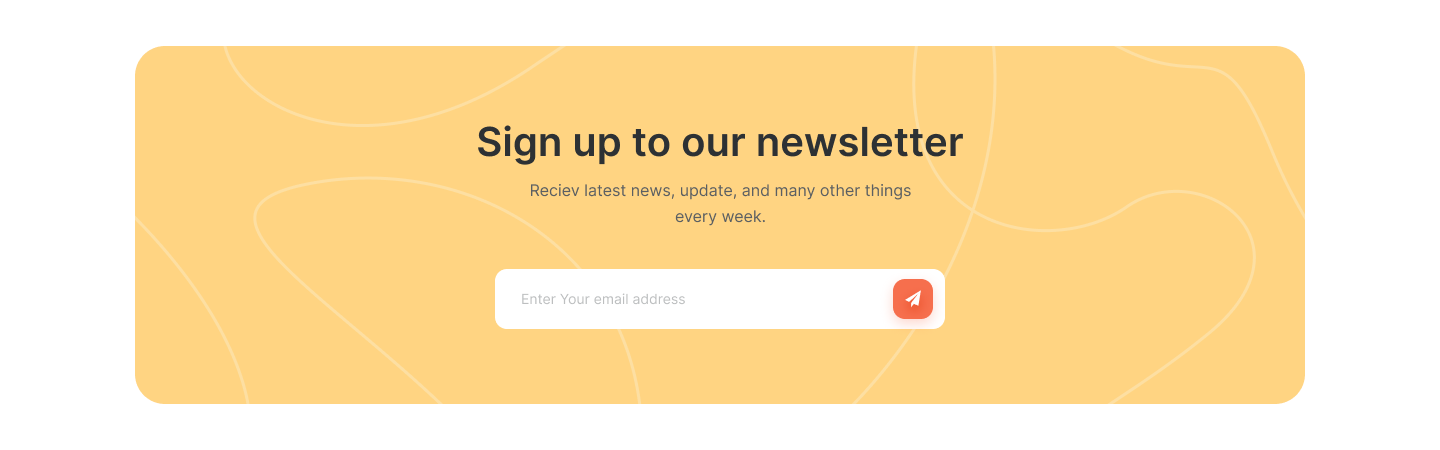 Sign up to our newsletter
Reciev latest news, update, and many other things
every week.
Enter Your email address